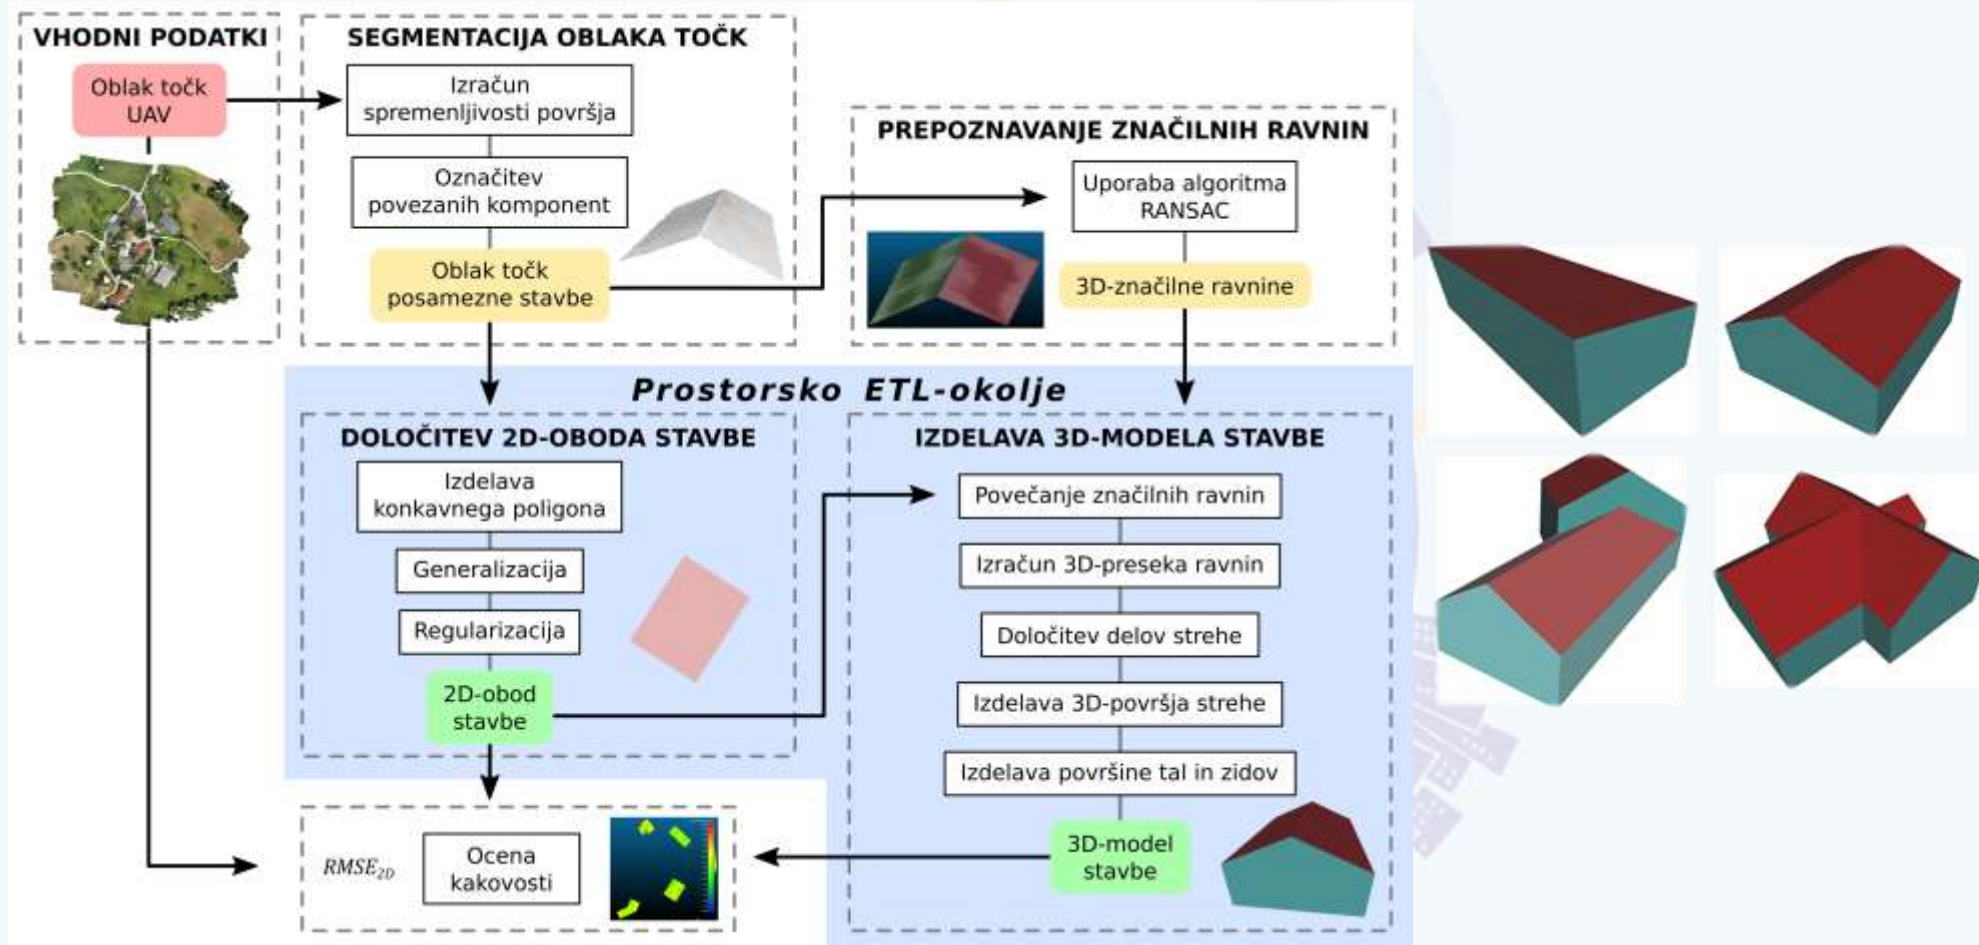 VHODNI PODATKI
Oblak točk
UAV
SEGMENTACIJA OBLAKA TOČK
Izračun
spremenljivosti površja
Označitev
povezanih komponent
Oblak točk
posamezne stavbe
PREPOZNAVANJE ZNAČILNIH RAVNIN
Uporaba algoritma
RANSAC
3D-značilne ravnine
Prostorsko ETL-okolje
DOLOČITEV 2D-OBODA STAVBE
Izdelava
konkavnega poligona
Generalizacija
Regularizacija
2D-obod
stavbe
IZDELAVA 3D-MODELA STAVBE
Povečanje značilnih ravnin
Izračun 3D-preseka ravnin
Določitev delov strehe
Izdelava 3D-površja strehe
Izdelava površine tal in zidov
3D-model
stavbe
RMSE2D
Ocena
kakovosti